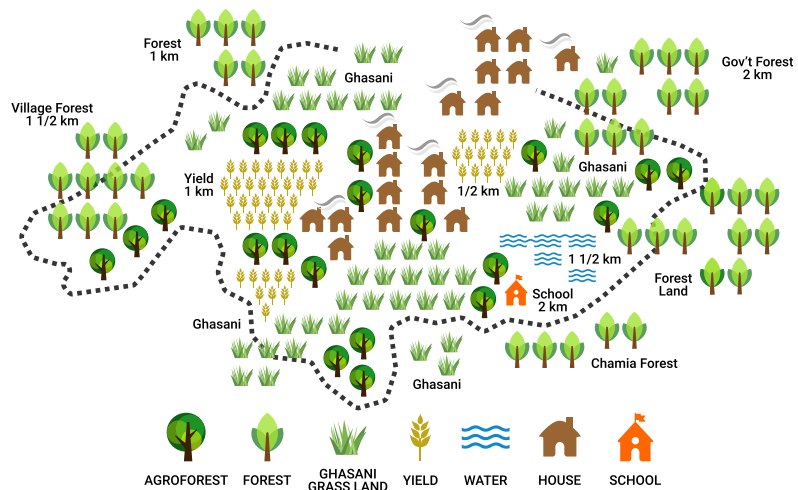 Forest
1 km
Ghasani
Gov't Forest
2 km
Village Forest
1 1/2 km
Yield
1 km
1/2 km
Ghasani
1 1/2 km
Forest
Land
School
2 km
Ghasani
Chamia Forest
Ghasani
AGROFOREST
FOREST
GHASANI
GRASS LAND
YIELD
WATER
HOUSE
SCHOOL